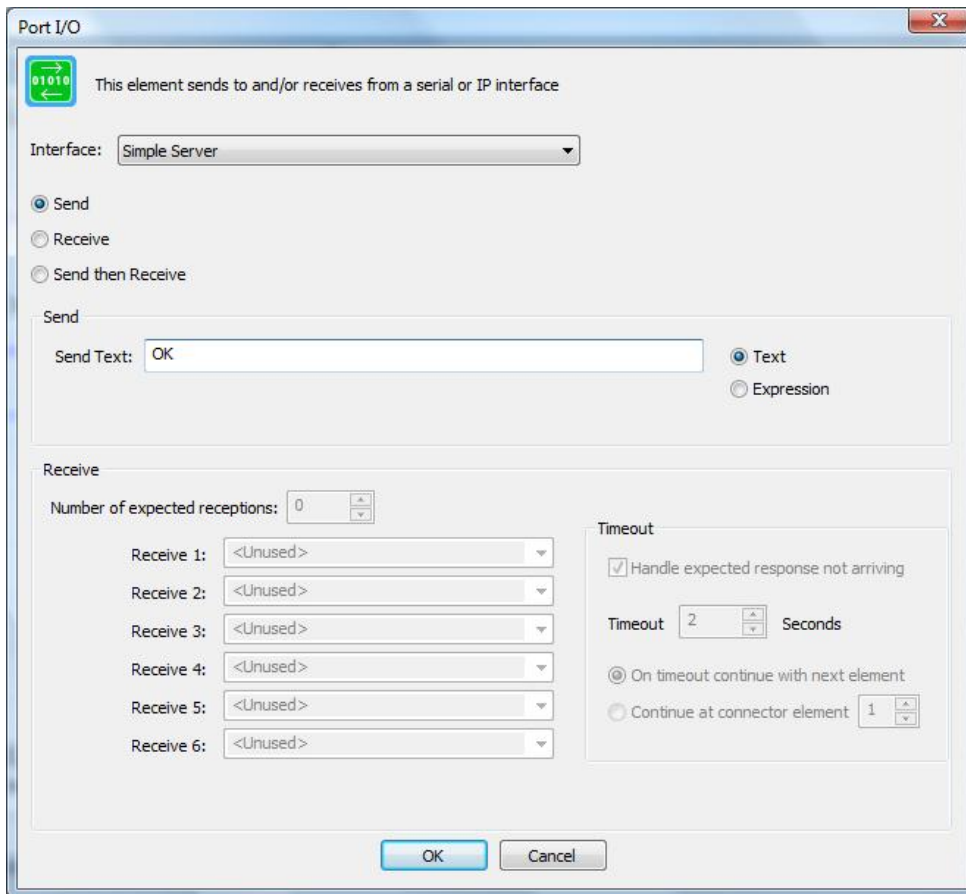 Port I/O
X
01010
This element sends to and/or receives from a serial or IP interface
Interface: Simple Server
Send
Receive
Send then Receive
Send
Send Text: OK
Text
Expression
Receive
Number of expected receptions: 0
Receive 1: <Unused>
Receive 2: <Unused>
Receive 3: <Unused>
Receive 4: <Unused>
Receive 5: <Unused>
Receive 6: <Unused>
Timeout
Handle expected response not arriving
Timeout 2 Seconds
On timeout continue with next element
Continue at connector element 1
OK Cancel